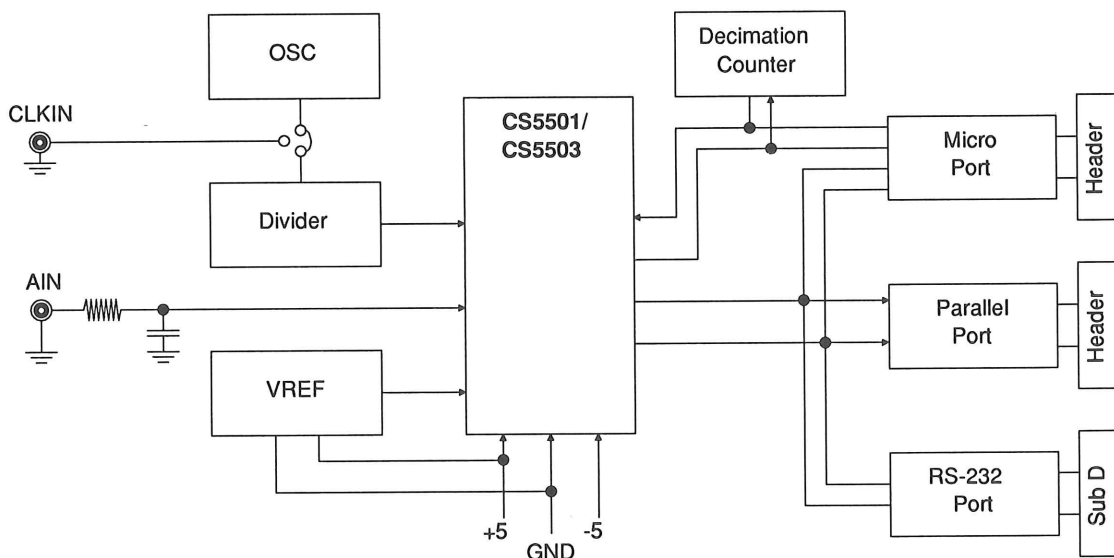 OSC
Decimation
Counter
CLKIN
CS5501/
CS5503
Micro
Port
Header
Divider
AIN
Parallel
Port
Header
VREF
RS-232
Port
Sub D
+5
-5
GND